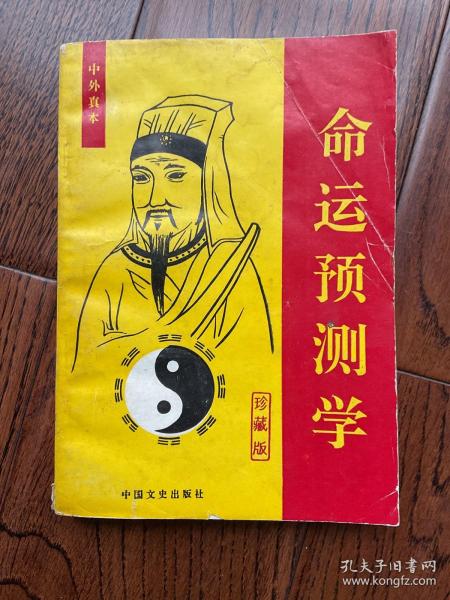 中外真本
命运预测学
珍藏版
中国文史出版社
孔夫子旧书网
www.kongfz.com